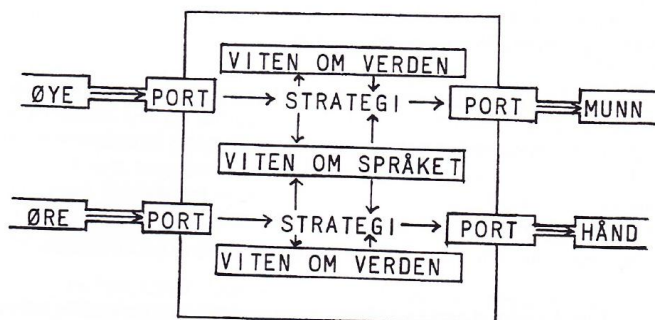 VITEN OM VERDEN
ØYE PORT STRATEGI PORT MUNN
VITEN OM SPRÅKET
ØRE PORT STRATEGI PORT HÅND
VITEN OM VERDEN